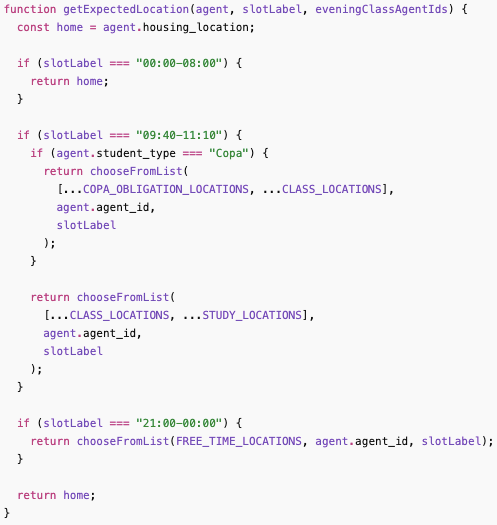 function getExpectedLocation(agent, slotLabel, eveningClassAgentIds) {
  const home = agent.housing_location;

  if (slotLabel === "00:00-08:00") {
    return home;
  }

  if (slotLabel === "09:40-11:10") {
    if (agent.student_type === "Copa") {
      return chooseFromList(
        [...COPA_OBLIGATION_LOCATIONS, ...CLASS_LOCATIONS],
        agent.agent_id,
        slotLabel
      );
    }

    return chooseFromList(
      [...CLASS_LOCATIONS, ...STUDY_LOCATIONS],
      agent.agent_id,
      slotLabel
    );
  }

  if (slotLabel === "21:00-00:00") {
    return chooseFromList(FREE_TIME_LOCATIONS, agent.agent_id, slotLabel);
  }

  return home;
}